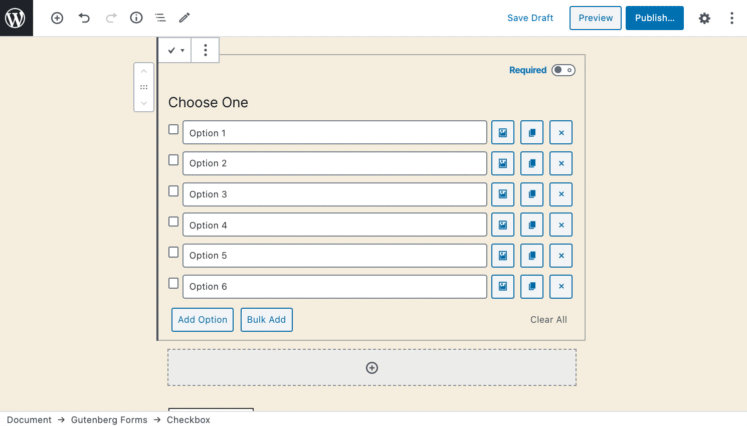 Save Draft
Preview
Publish...
Required
Choose One
Option 1
Option 2
Option 3
Option 4
Option 5
Option 6
Add Option
Bulk Add
Clear All
Document → Gutenberg Forms → Checkbox